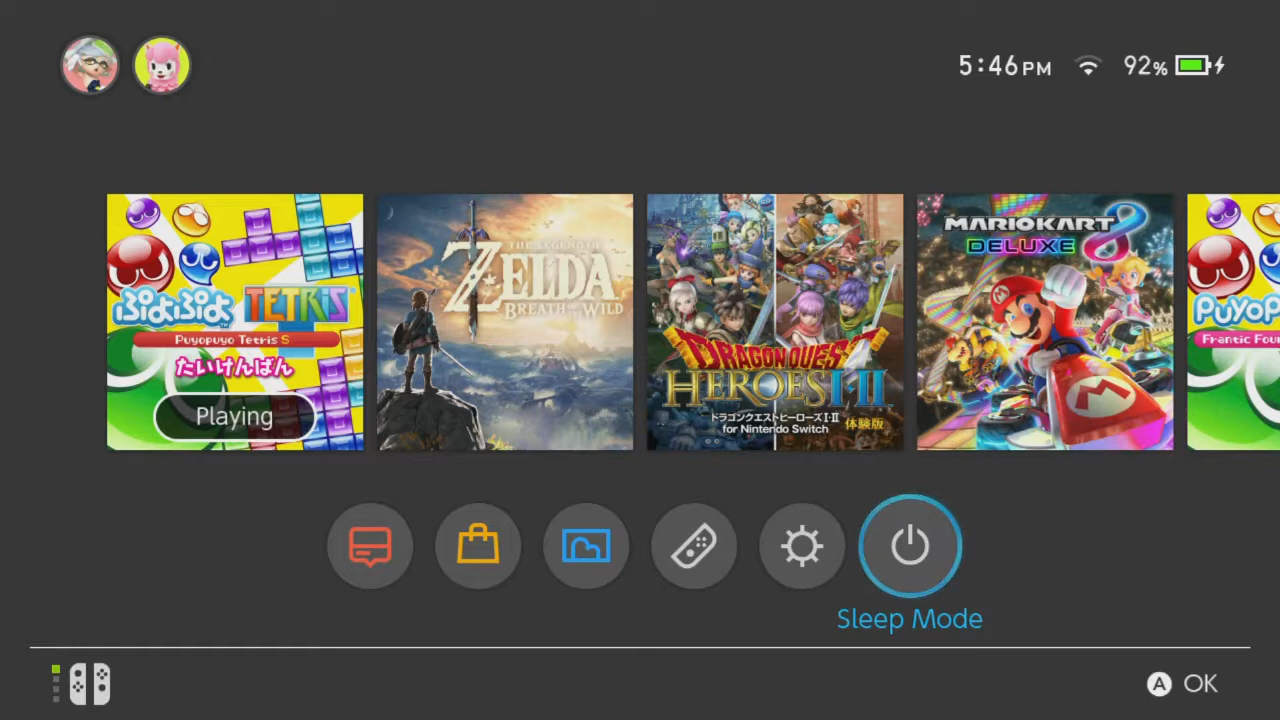 5:46 PM
92%
ぷよぷよ TETRIS
Puyopuyo Tetris S
たいけんばん
Playing
THE LEGEND OF
ZELDA
BREATH OF THE WILD
DRAGON QUEST
HEROES I·II
ドラゴンクエストヒーローズI・II
for Nintendo Switch
体験版
MARIOKART 8
DELUXE
M
PUYOP
Frantic Fou
Sleep Mode
A OK